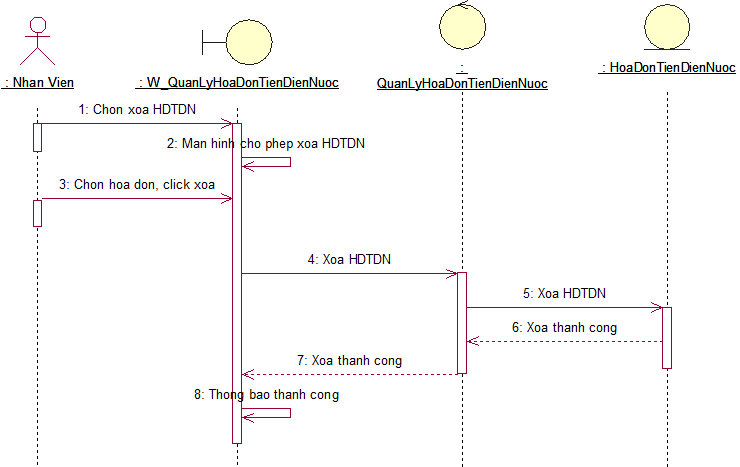 : Nhan Vien
: W_QuanLyHoaDonTienDienNuoc
:
QuanLyHoaDonTienDienNuoc
: HoaDonTienDienNuoc
1: Chon xoa HDTDN
2: Man hinh cho phep xoa HDTDN
3: Chon hoa don, click xoa
4: Xoa HDTDN
5: Xoa HDTDN
6: Xoa thanh cong
7: Xoa thanh cong
8: Thong bao thanh cong